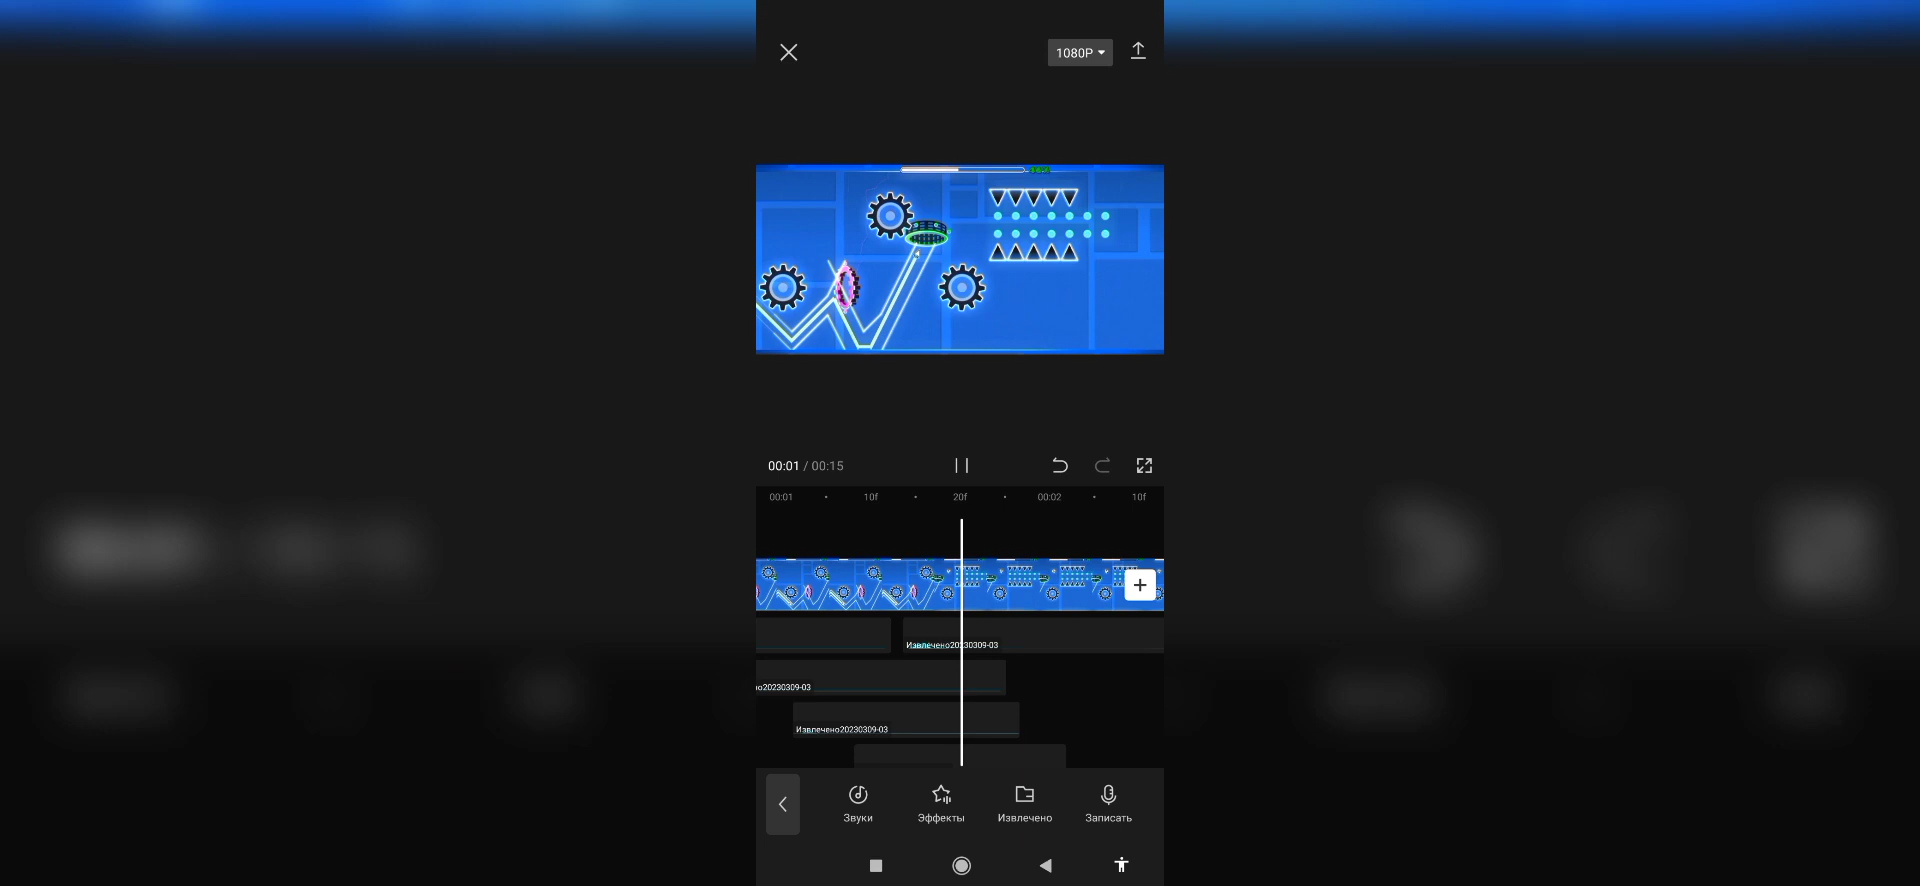 1080P
00:01 / 00:15
00:01 10f 20f 00:02 10f
Извлечено20230309-03
о20230309-03
Извлечено20230309-03
Звуки Эффекты Извлечено Записать